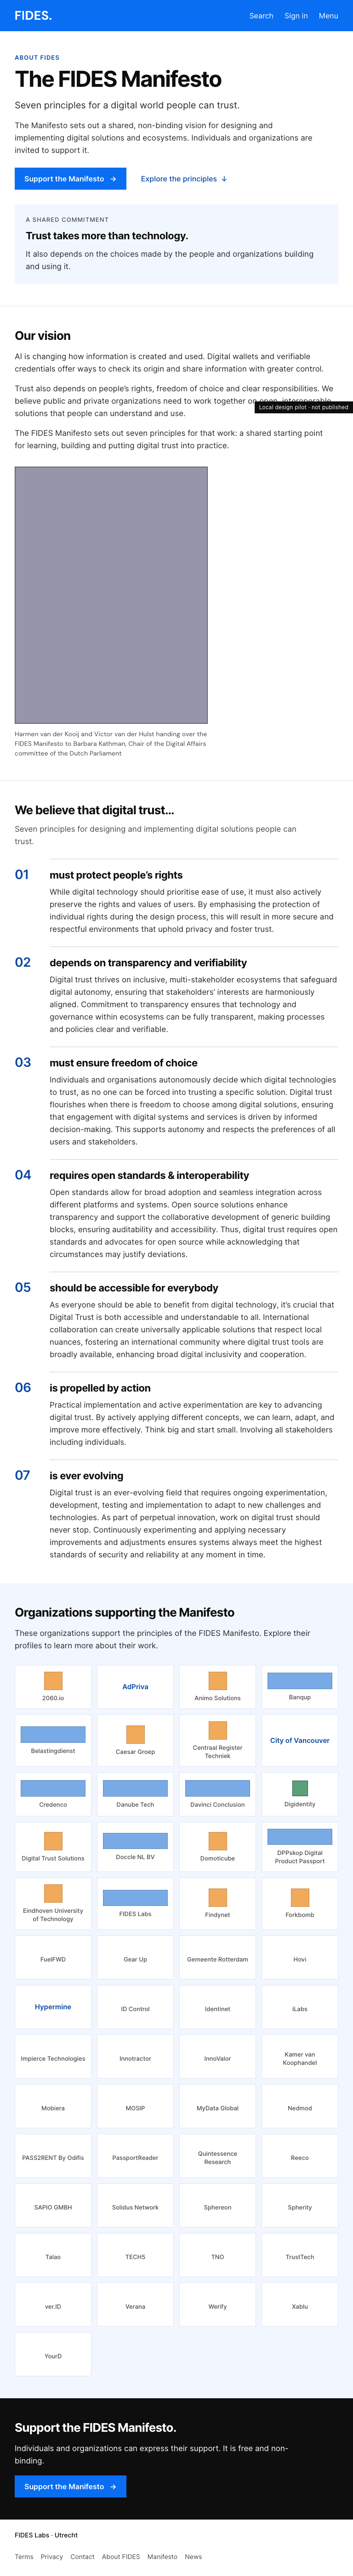 FIDES.
Search Sign in Menu
ABOUT FIDES
The FIDES Manifesto
Seven principles for a digital world people can trust.
The Manifesto sets out a shared, non-binding vision for designing and
implementing digital solutions and ecosystems. Individuals and organizations are
invited to support it.
Support the Manifesto →
Explore the principles ↓
A SHARED COMMITMENT
Trust takes more than technology.
It also depends on the choices made by the people and organizations building
and using it.
Our vision
AI is changing how information is created and used. Digital wallets and verifiable
credentials offer ways to check its origin and share information with greater control.
Trust also depends on people’s rights, freedom of choice and clear responsibilities. We
believe public and private organizations need to work together on open, interoperable
Local design pilot · not published
solutions that people can understand and use.
The FIDES Manifesto sets out seven principles for that work: a shared starting point
for learning, building and putting digital trust into practice.
Harmen van der Kooij and Victor van der Hulst handing over the
FIDES Manifesto to Barbara Kathman, Chair of the Digital Affairs
committee of the Dutch Parliament
We believe that digital trust...
Seven principles for designing and implementing digital solutions people can
trust.
01 must protect people’s rights
While digital technology should prioritise ease of use, it must also actively
preserve the rights and values of users. By emphasising the protection of
individual rights during the design process, this will result in more secure and
respectful environments that uphold privacy and foster trust.
02 depends on transparency and verifiability
Digital trust thrives on inclusive, multi-stakeholder ecosystems that safeguard
digital autonomy, ensuring that stakeholders’ interests are harmoniously
aligned. Commitment to transparency ensures that technology and
governance within ecosystems can be fully transparent, making processes
and policies clear and verifiable.
03 must ensure freedom of choice
Individuals and organisations autonomously decide which digital technologies
to trust, as no one can be forced into trusting a specific solution. Digital trust
flourishes when there is freedom to choose among digital solutions, ensuring
that engagement with digital systems and services is driven by informed
decision-making. This supports autonomy and respects the preferences of all
users and stakeholders.
04 requires open standards & interoperability
Open standards allow for broad adoption and seamless integration across
different platforms and systems. Open source solutions enhance
transparency and support the collaborative development of generic building
blocks, ensuring auditability and accessibility. Thus, digital trust requires open
standards and advocates for open source while acknowledging that
circumstances may justify deviations.
05 should be accessible for everybody
As everyone should be able to benefit from digital technology, it’s crucial that
Digital Trust is both accessible and understandable to all. International
collaboration can create universally applicable solutions that respect local
nuances, fostering an international community where digital trust tools are
broadly available, enhancing broad digital inclusivity and cooperation.
06 is propelled by action
Practical implementation and active experimentation are key to advancing
digital trust. By actively applying different concepts, we can learn, adapt, and
improve more effectively. Think big and start small. Involving all stakeholders
including individuals.
07 is ever evolving
Digital trust is an ever-evolving field that requires ongoing experimentation,
development, testing and implementation to adapt to new challenges and
technologies. As part of perpetual innovation, work on digital trust should
never stop. Continuously experimenting and applying necessary
improvements and adjustments ensures systems always meet the highest
standards of security and reliability at any moment in time.
Organizations supporting the Manifesto
These organizations support the principles of the FIDES Manifesto. Explore their
profiles to learn more about their work.
2060.io
AdPriva
Animo Solutions
Banqup
Belastingdienst
Caesar Groep
Centraal Register
Techniek
City of Vancouver
Credenco
Danube Tech
Davinci Conclusion
Digidentity
Digital Trust Solutions
Doccle NL BV
Domoticube
DPPskop Digital
Product Passport
Eindhoven University
of Technology
FIDES Labs
Findynet
Forkbomb
FuelFWD
Gear Up
Gemeente Rotterdam
Hovi
Hypermine
ID Control
Identinet
iLabs
Impierce Technologies
Innotractor
InnoValor
Kamer van
Koophandel
Mobiera
MOSIP
MyData Global
Nedmod
PASS2RENT By Odifis
PassportReader
Quintessence
Research
Reeco
SAPIO GMBH
Solidus Network
Sphereon
Spherity
Talao
TECH5
TNO
TrustTech
ver.ID
Verana
Werify
Xablu
YourD
Support the FIDES Manifesto.
Individuals and organizations can express their support. It is free and non-
binding.
Support the Manifesto →
FIDES Labs · Utrecht
Terms Privacy Contact About FIDES Manifesto News